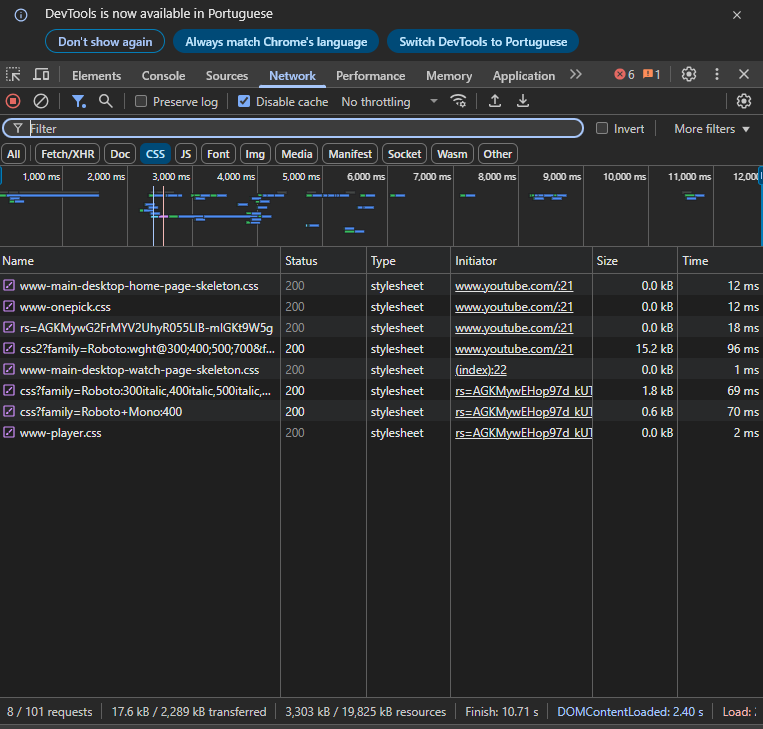 DevTools is now available in Portuguese
Don't show again Always match Chrome's language Switch DevTools to Portuguese
Elements Console Sources Network Performance Memory Application 6 1
Preserve log Disable cache No throttling
Filter Invert More filters
All Fetch/XHR Doc CSS JS Font Img Media Manifest Socket Wasm Other
1,000 ms 2,000 ms 3,000 ms 4,000 ms 5,000 ms 6,000 ms 7,000 ms 8,000 ms 9,000 ms 10,000 ms 11,000 ms 12,0
Name Status Type Initiator Size Time
www-main-desktop-home-page-skeleton.css 200 stylesheet www.youtube.com/:21 0.0 kB 12 ms
www-onepick.css 200 stylesheet www.youtube.com/:21 0.0 kB 12 ms
rs=AGKMywG2FrMYV2UhyR055LlB-mlGKt9W5g 200 stylesheet www.youtube.com/:21 0.0 kB 18 ms
css2?family=Roboto:wght@300;400;500;700&f... 200 stylesheet www.youtube.com/:21 15.2 kB 96 ms
www-main-desktop-watch-page-skeleton.css 200 stylesheet (index):22 0.0 kB 1 ms
css?family=Roboto:300italic,400italic,500italic,... 200 stylesheet rs=AGKMywEHop97d_kUT 1.8 kB 69 ms
css?family=Roboto+Mono:400 200 stylesheet rs=AGKMywEHop97d_kUT 0.6 kB 70 ms
www-player.css 200 stylesheet rs=AGKMywEHop97d_kUT 0.0 kB 2 ms
8 / 101 requests 17.6 kB / 2,289 kB transferred 3,303 kB / 19,825 kB resources Finish: 10.71 s DOMContentLoaded: 2.40 s Load: